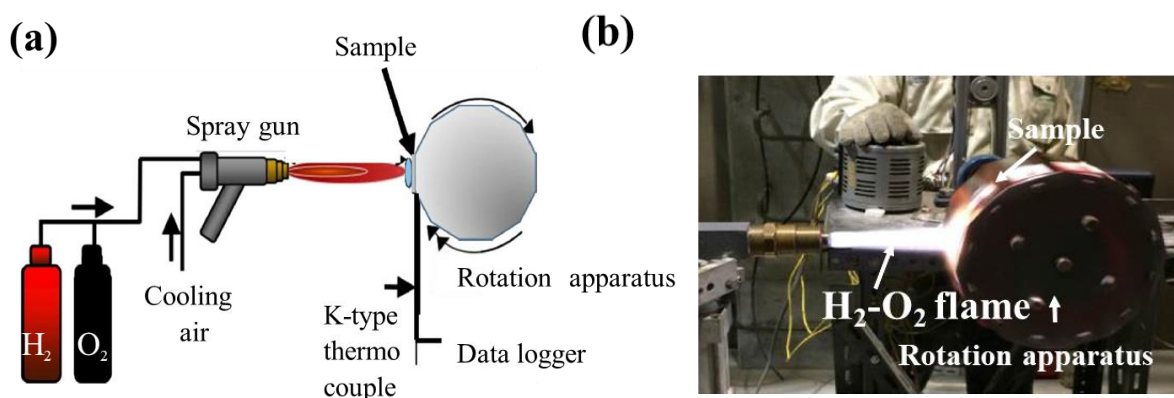 (a)
Sample
Spray gun
Cooling
air
H₂
O₂
K-type
thermo
couple
Rotation apparatus
Data logger
(b)
Sample
H₂-O₂ flame
Rotation apparatus